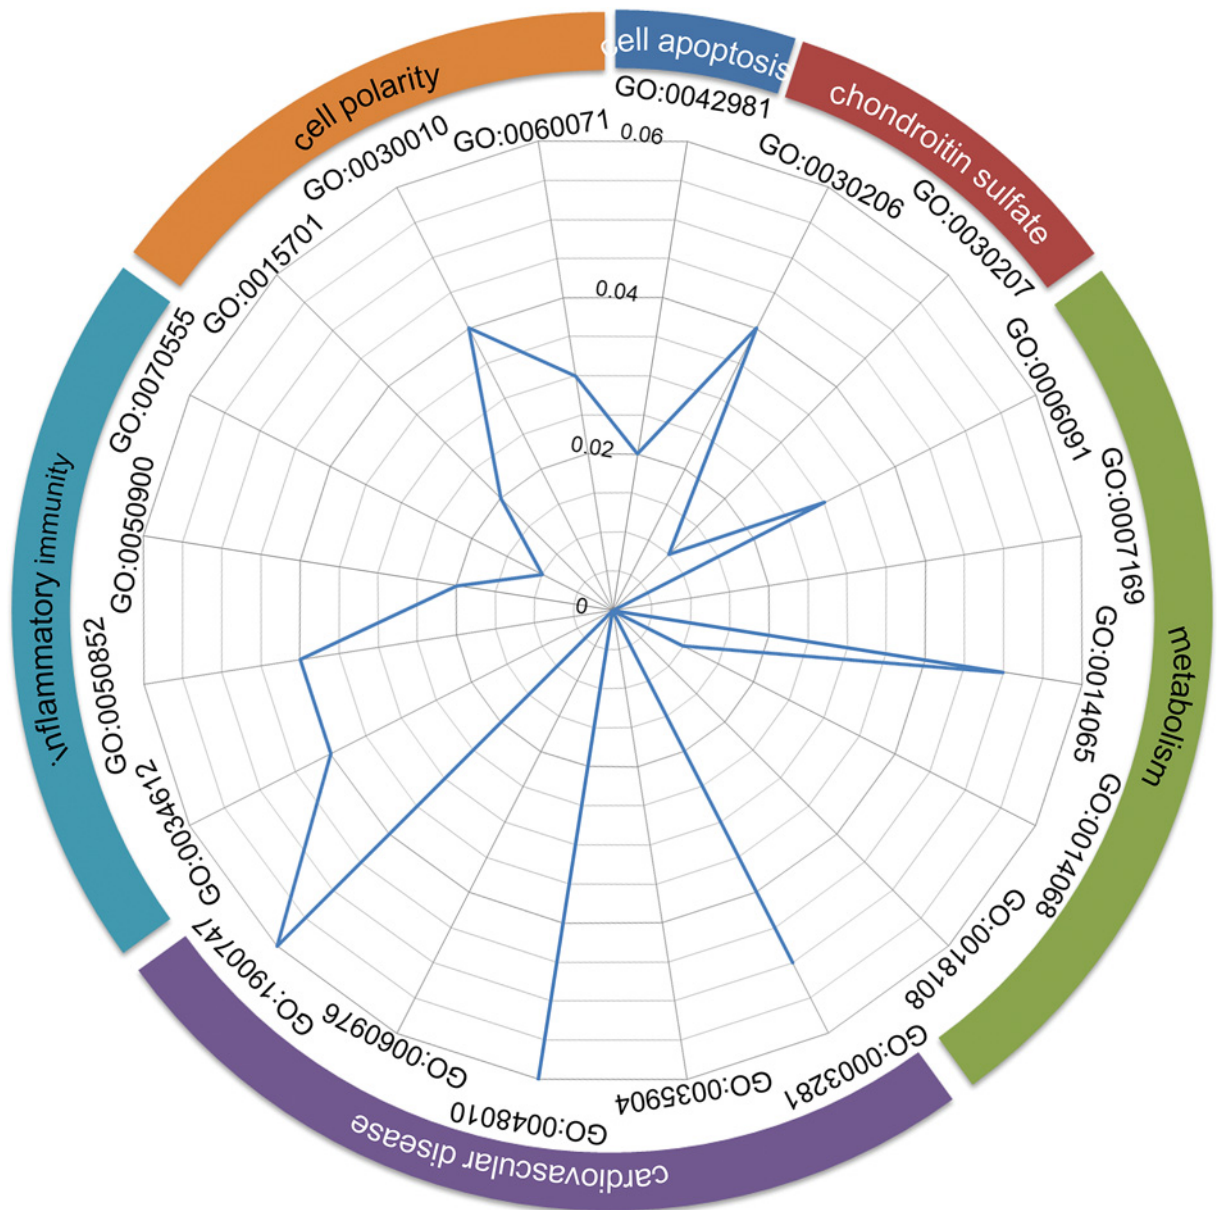 cell apoptosis
chondroitin sulfate
metabolism
cardiovascular disease
inflammatory immunity
cell polarity
GO:0042981
GO:0030206
GO:0030207
GO:0006091
GO:0007169
GO:0014065
GO:0014068
GO:0018108
GO:0003281
GO:0035904
GO:0048010
GO:0060976
GO:1900747
GO:0034612
GO:0050852
GO:0050900
GO:0070555
GO:0015701
GO:0030010
GO:0060071
0.06
0.04
0.02
0